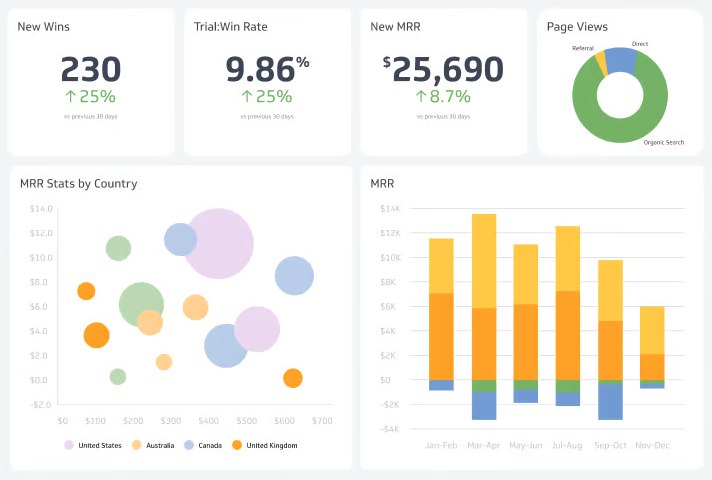 New Wins
230
↑25%
vs previous 30 days
Trial:Win Rate
9.86%
↑25%
vs previous 30 days
New MRR
$25,690
↑8.7%
vs previous 30 days
Page Views
Referral
Direct
Organic Search
MRR Stats by Country
$14.0
$12.0
$10.0
$8.0
$6.0
$4.0
$2.0
$0.0
-$2.0
$0 $100 $200 $300 $400 $500 $600 $700
United States Australia Canada United Kingdom
MRR
$14K
$12K
$10K
$8K
$6K
$4K
$2K
$0K
-$2K
-$4K
Jan-Feb Mar-Apr May-Jun Jul-Aug Sep-Oct Nov-Dec